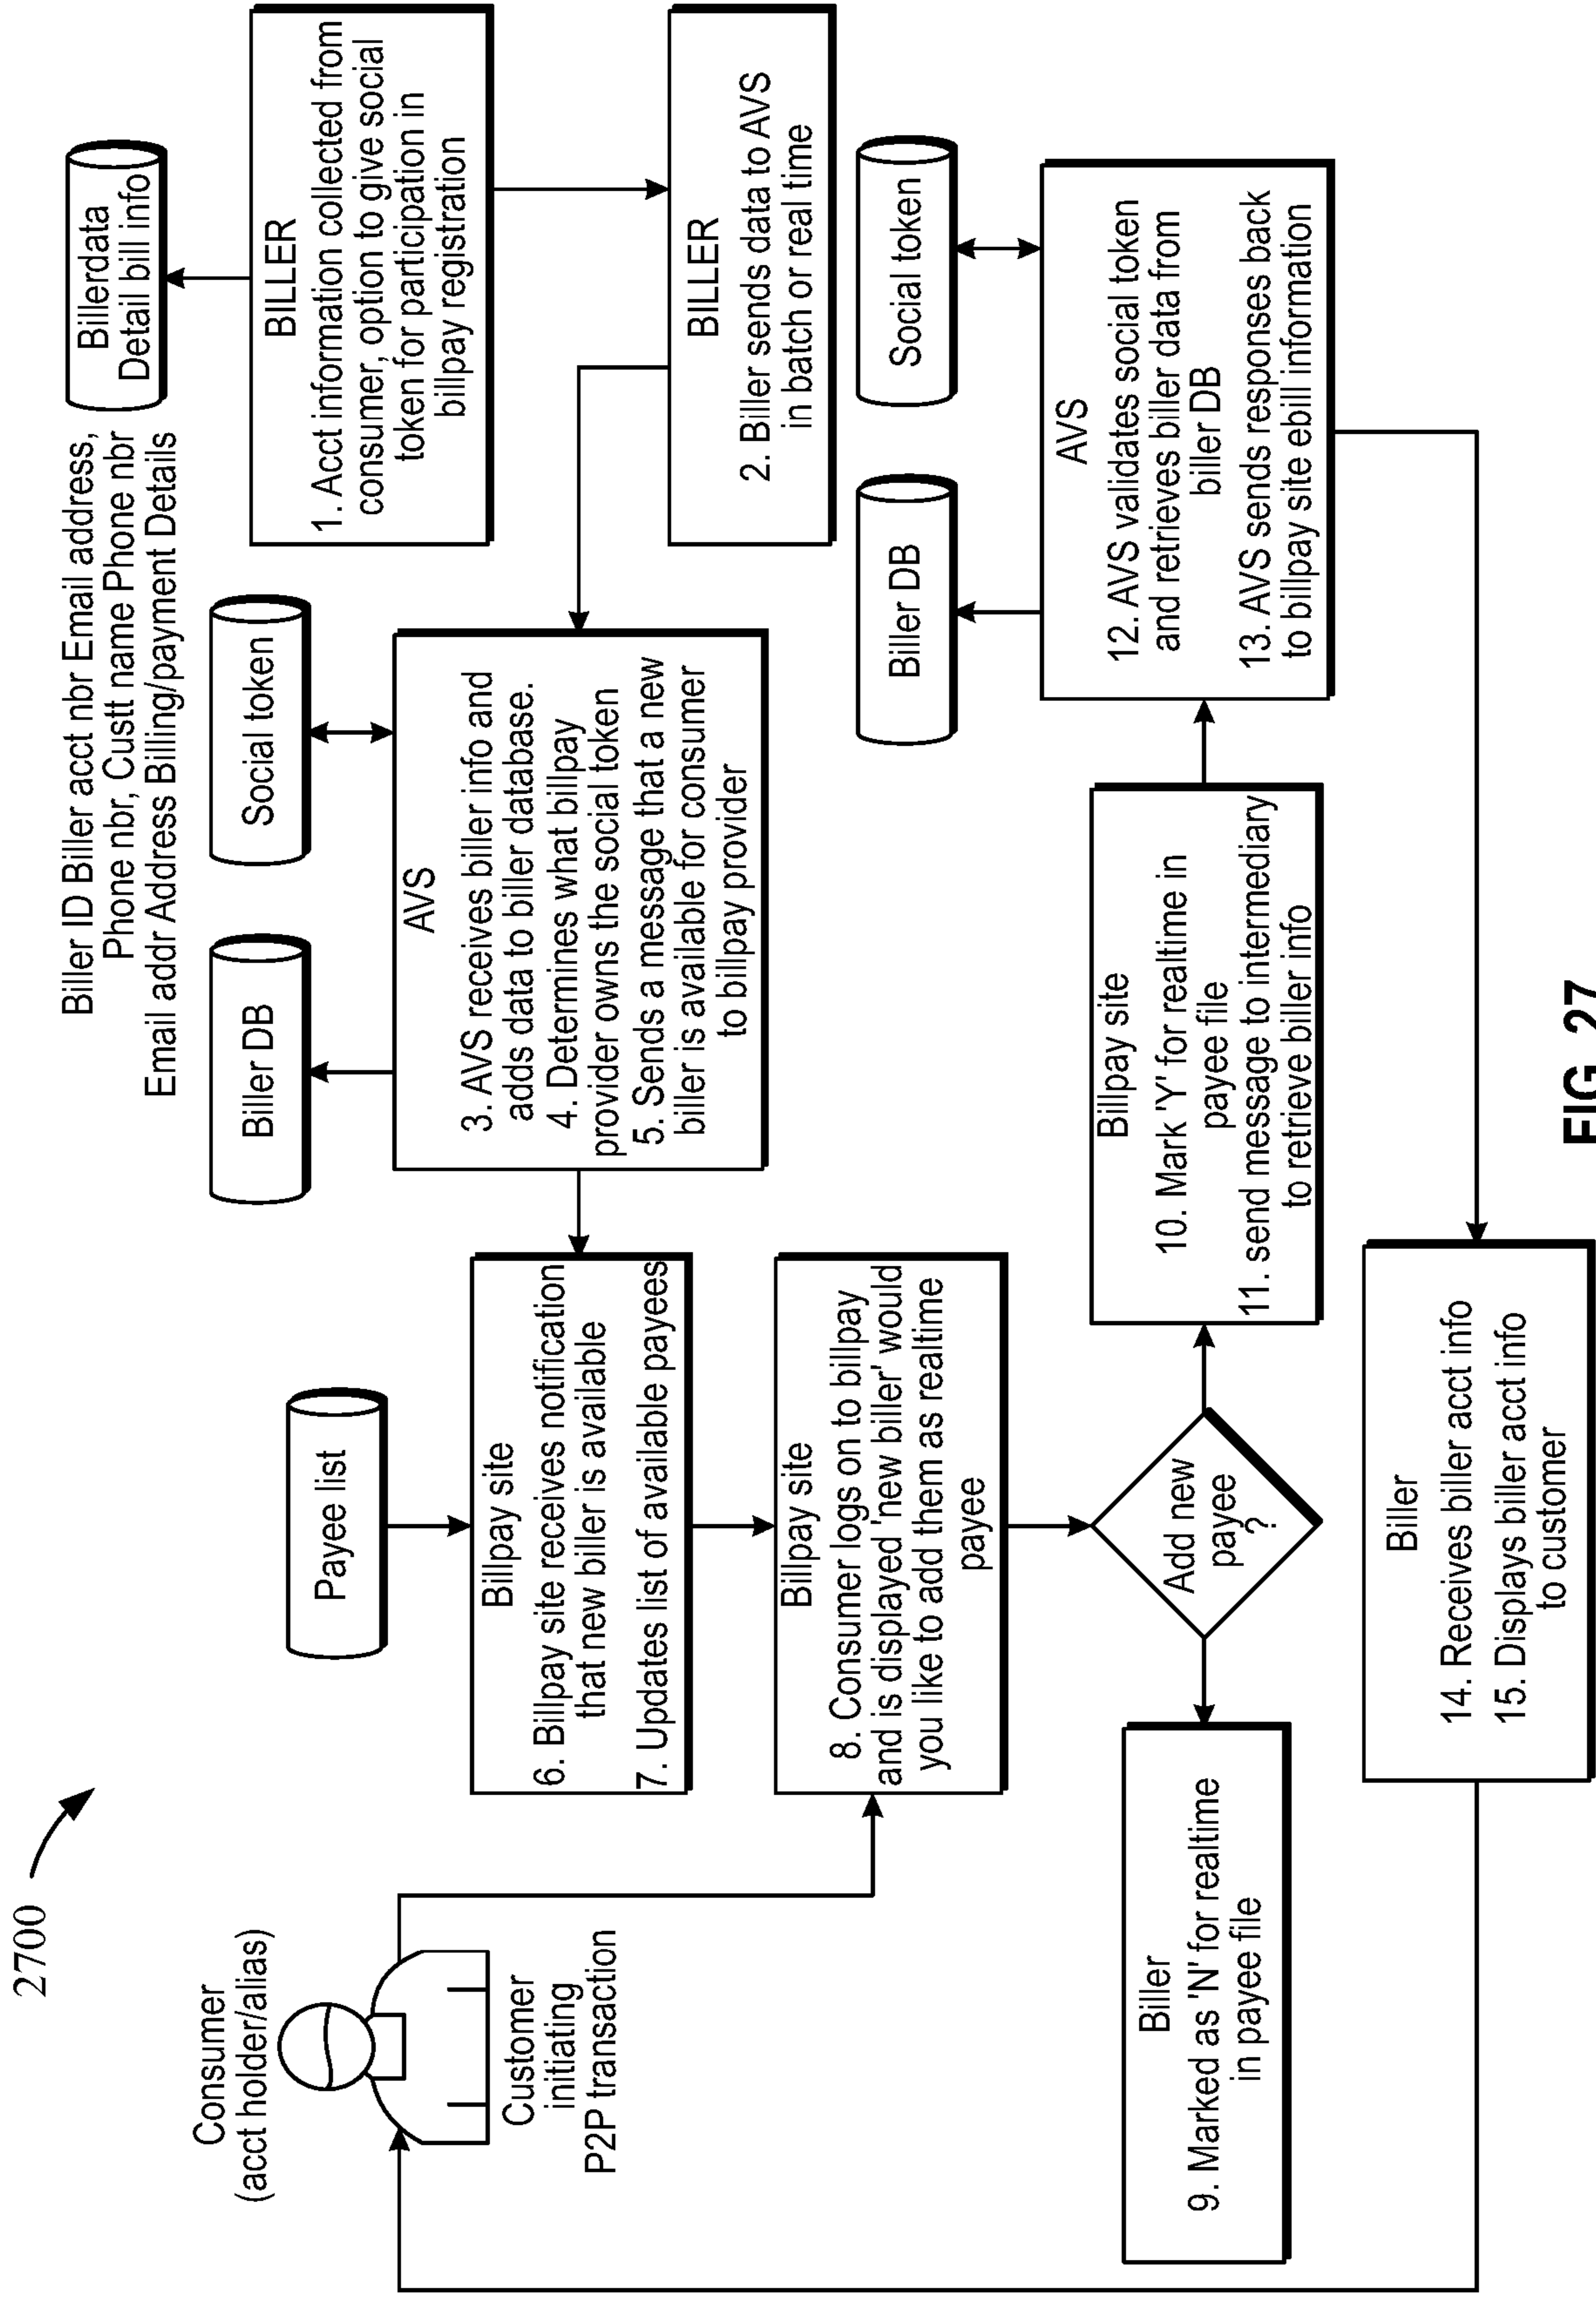 2700
Consumer
(acct holder/alias)
Customer
initiating
P2P transaction
Payee list
Billpay site
6. Billpay site receives notification
that new biller is available
7. Updates list of available payees
Billpay site
8. Consumer logs on to billpay
and is displayed 'new biller' would
you like to add them as realtime
payee
Add new
payee
?
Biller
9. Marked as 'N' for realtime
in payee file
Biller
14. Receives biller acct info
15. Displays biller acct info
to customer
Biller ID Biller acct nbr Email address,
Phone nbr, Custt name Phone nbr
Email addr Address Billing/payment Details
Biller DB
Social token
AVS
3. AVS receives biller info and
adds data to biller database.
4. Determines what billpay
provider owns the social token
5. Sends a message that a new
biller is available for consumer
to billpay provider
Billpay site
10. Mark 'Y' for realtime in
payee file
11. send message to intermediary
to retrieve biller info
Billerdata
Detail bill info
BILLER
1. Acct information collected from
consumer, option to give social
token for participation in
billpay registration
BILLER
2. Biller sends data to AVS
in batch or real time
Biller DB
Social token
AVS
12. AVS validates social token
and retrieves biller data from
biller DB
13. AVS sends responses back
to billpay site ebill information
FIG. 27